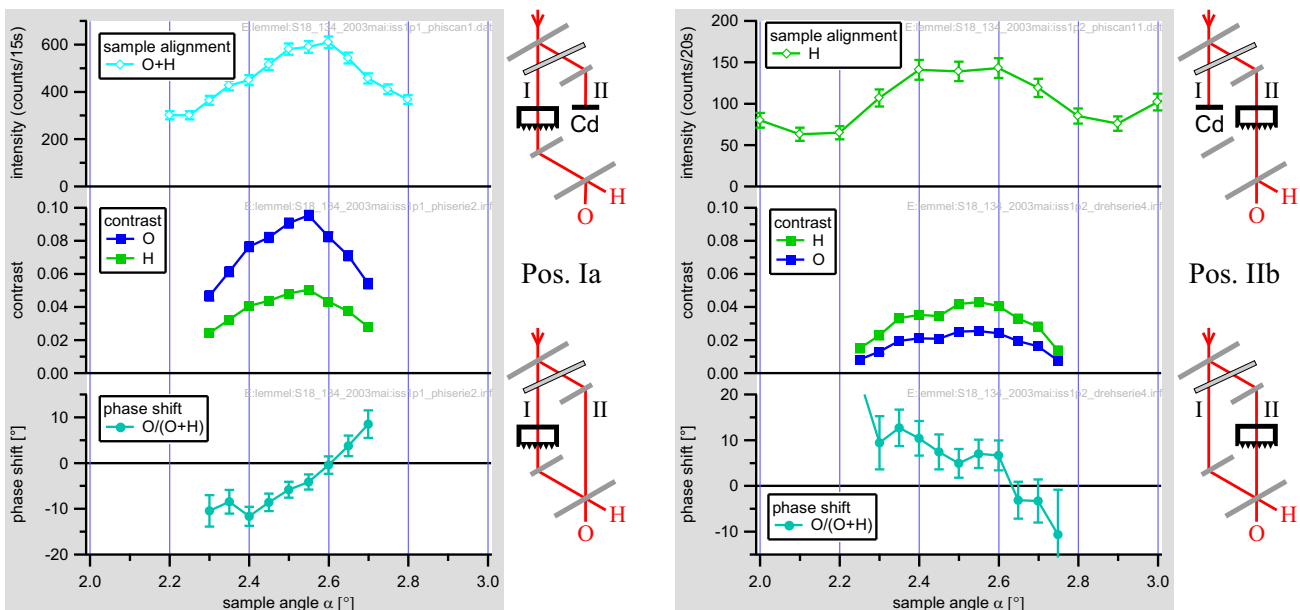 E:lemmel:S18_134_2003mai:iss1p1_phiscan1.dat
sample alignment
O+H
intensity (counts/15s)
600
400
200
0
E:lemmel:S18_134_2003mai:iss1p1_phiserie2.inf
contrast
O
H
contrast
0.10
0.08
0.06
0.04
0.02
0.00
E:lemmel:S18_134_2003mai:iss1p1_phiserie2.inf
phase shift
O/(O+H)
phase shift [°]
10
0
-10
-20
2.0 2.2 2.4 2.6 2.8 3.0
sample angle α [°]
I II
Cd
H
O
Pos. Ia
I II
H
O
E:lemmel:S18_134_2003mai:iss1p2_phiscan11.dat
sample alignment
H
intensity (counts/20s)
200
150
100
50
0
E:lemmel:S18_134_2003mai:iss1p2_drehserie4.inf
contrast
H
O
contrast
0.10
0.08
0.06
0.04
0.02
0.00
E:lemmel:S18_134_2003mai:iss1p2_drehserie4.inf
phase shift
O/(O+H)
phase shift [°]
20
10
0
-10
2.0 2.2 2.4 2.6 2.8 3.0
sample angle α [°]
I II
Cd
H
O
Pos. IIb
I II
H
O